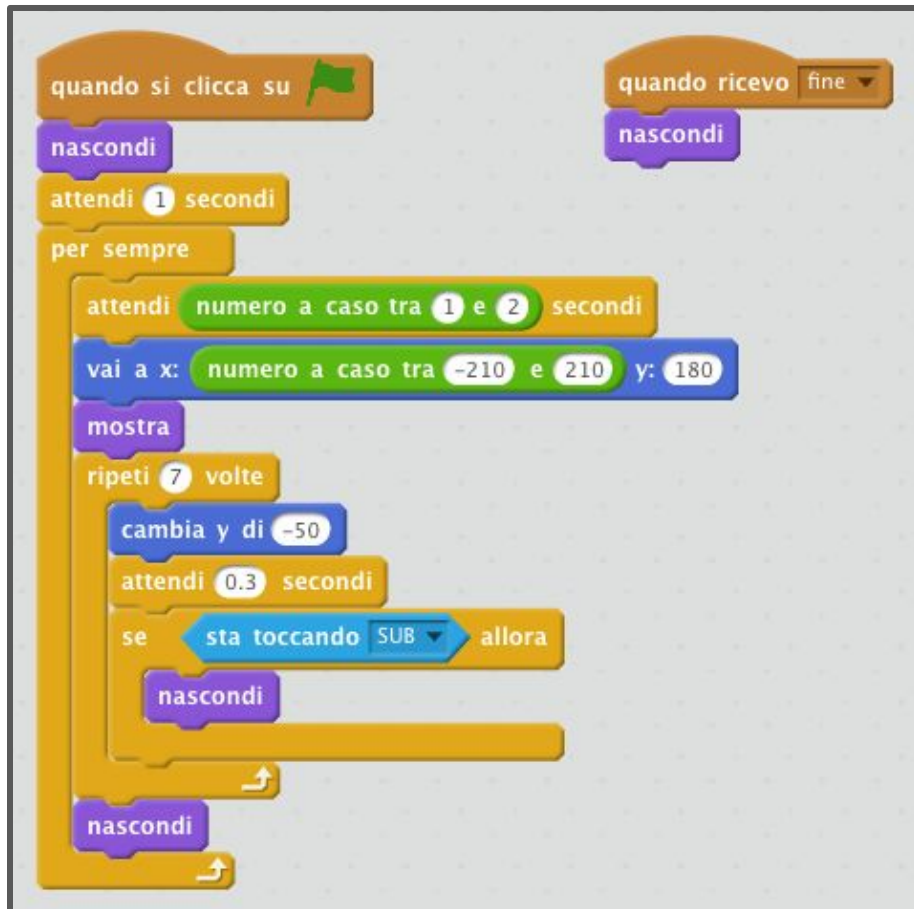 quando si clicca su
nascondi
attendi 1 secondi
per sempre
attendi numero a caso tra 1 e 2 secondi
vai a x: numero a caso tra -210 e 210 y: 180
mostra
ripeti 7 volte
cambia y di -50
attendi 0.3 secondi
se sta toccando SUB allora
nascondi
nascondi
quando ricevo fine
nascondi